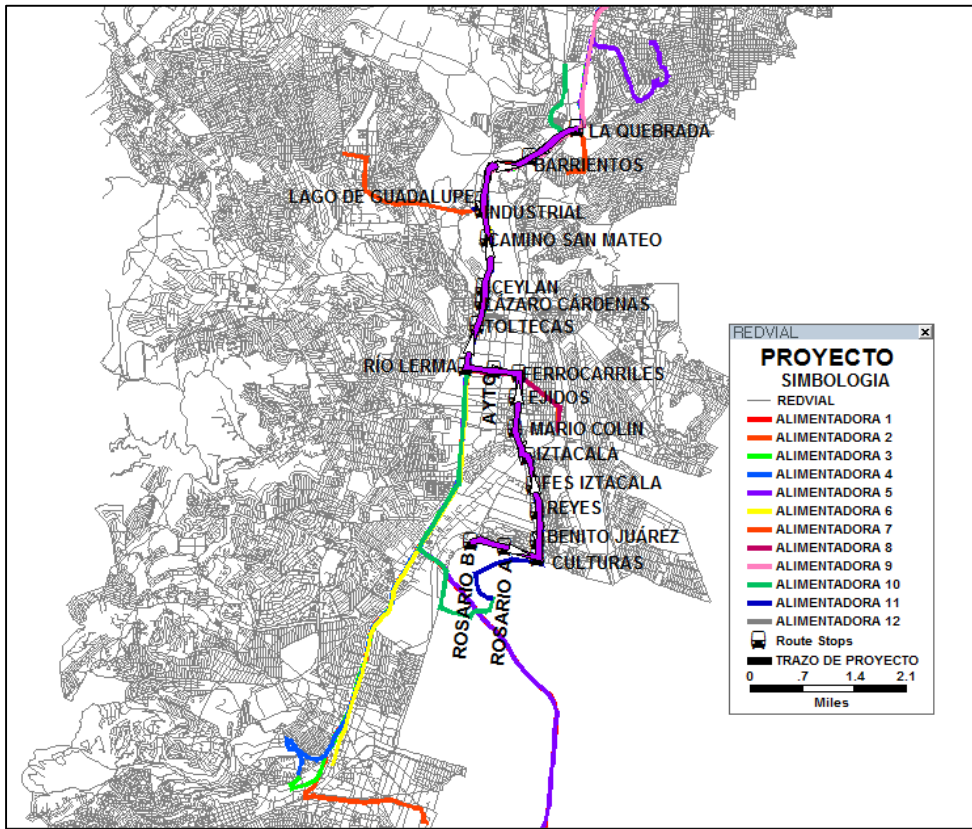 LA QUEBRADA
BARRIENTOS
LAGO DE GUADALUPE
INDUSTRIAL
CAMINO SAN MATEO
CEYLAN
LÁZARO CÁRDENAS
TOLTECAS
RÍO LERMA
AYTO
FERROCARRILES
EJIDOS
MARIO COLIN
IZTACALA
FES IZTACALA
REYES
BENITO JUÁREZ
CULTURAS
ROSARIO B
ROSARIO A
REDVIAL x
PROYECTO
SIMBOLOGIA
REDVIAL
ALIMENTADORA 1
ALIMENTADORA 2
ALIMENTADORA 3
ALIMENTADORA 4
ALIMENTADORA 5
ALIMENTADORA 6
ALIMENTADORA 7
ALIMENTADORA 8
ALIMENTADORA 9
ALIMENTADORA 10
ALIMENTADORA 11
ALIMENTADORA 12
Route Stops
TRAZO DE PROYECTO
0 .7 1.4 2.1
Miles